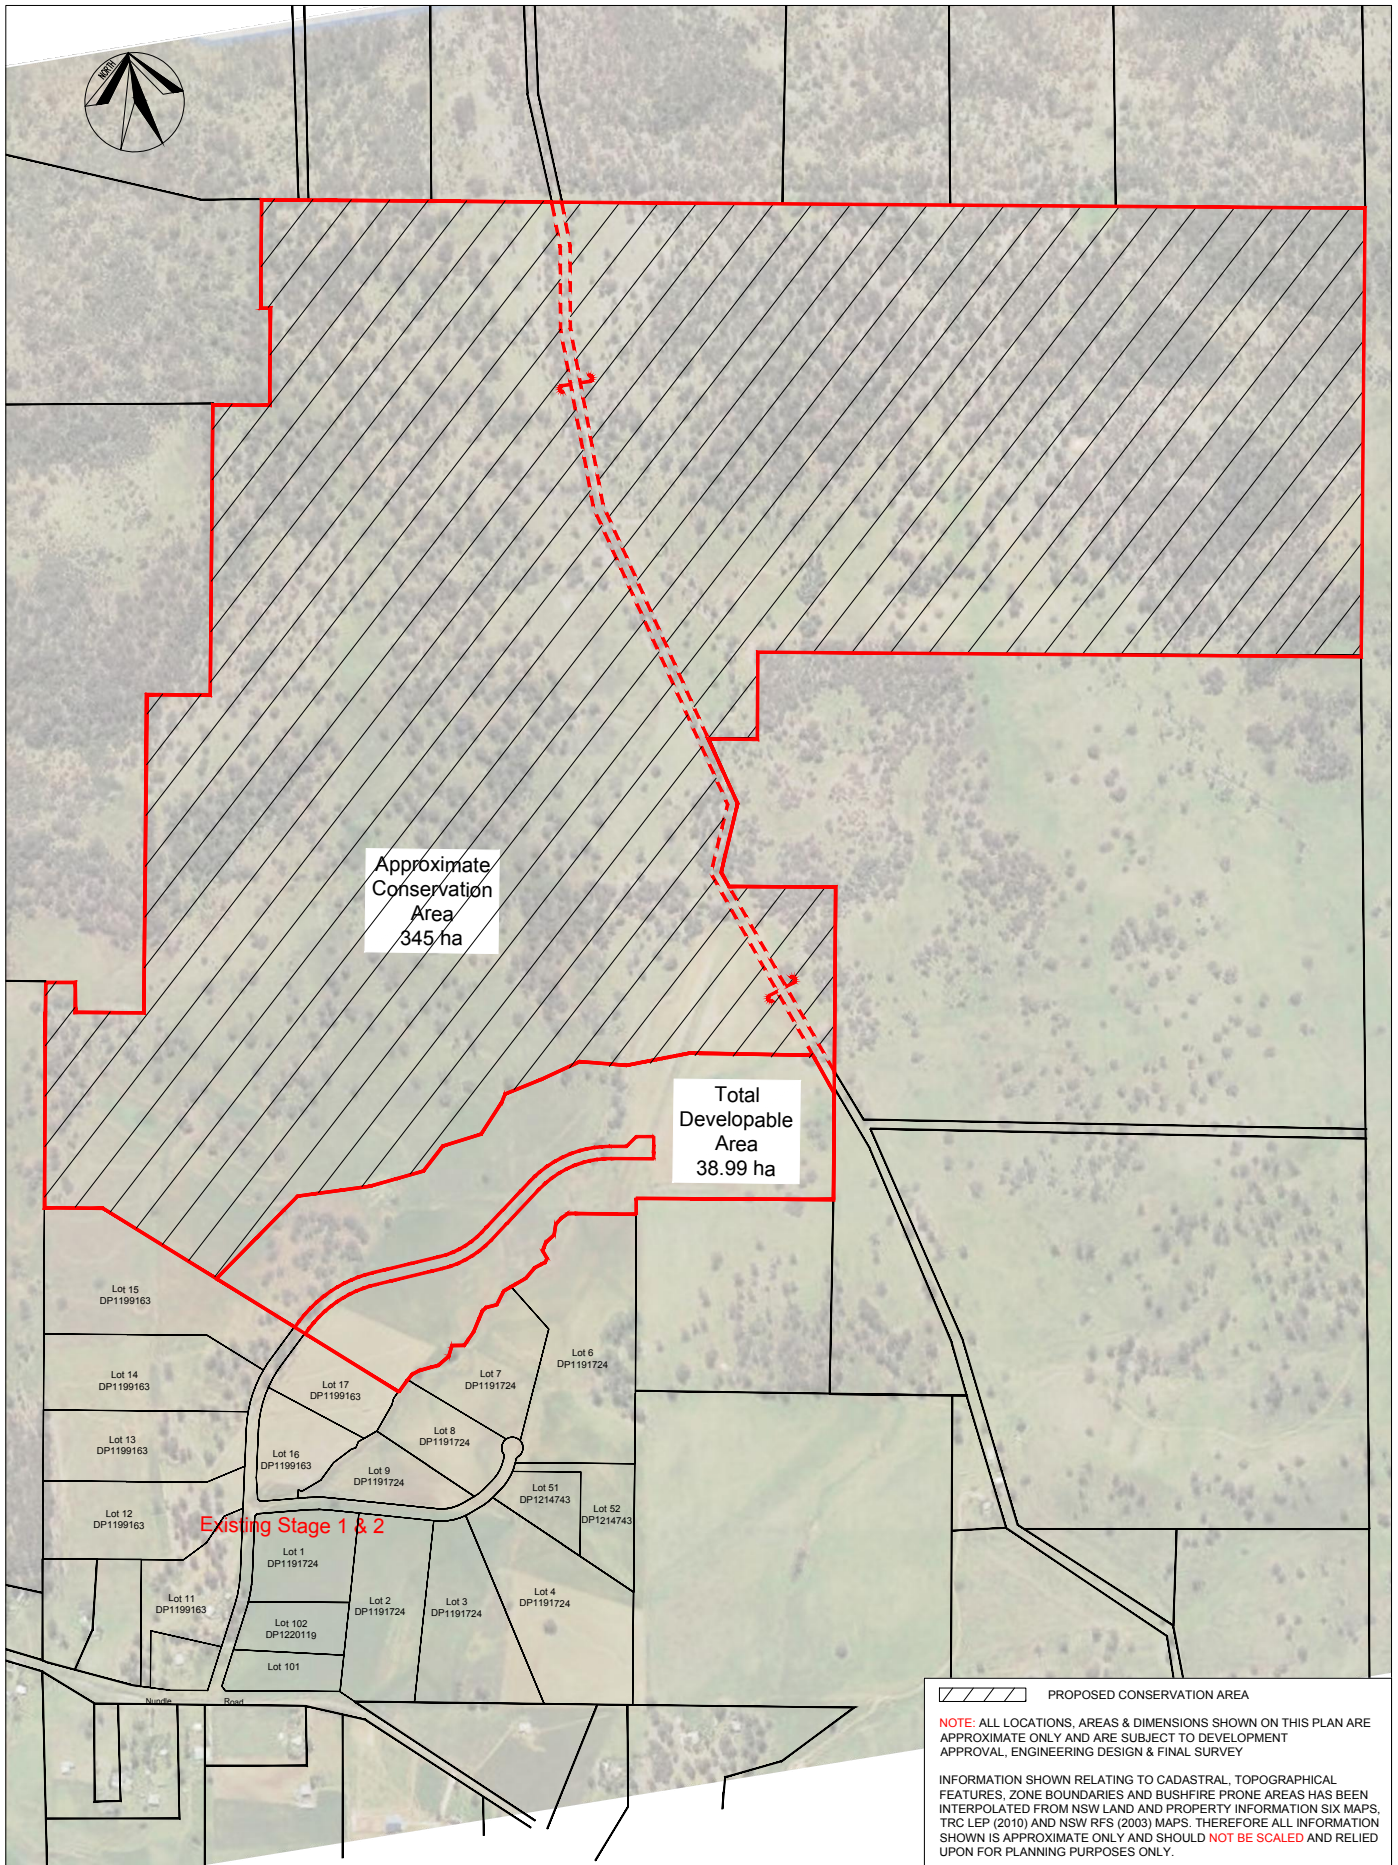 NORTH
Approximate
Conservation
Area
345 ha
Total
Developable
Area
38.99 ha
Lot 15
DP1199163
Lot 14
DP1199163
Lot 13
DP1199163
Lot 12
DP1199163
Lot 11
DP1199163
Lot 17
DP1199163
Lot 16
DP1199163
Lot 7
DP1191724
Lot 6
DP1191724
Lot 8
DP1191724
Lot 9
DP1191724
Lot 51
DP1214743
Lot 52
DP1214743
Existing Stage 1 & 2
Lot 1
DP1191724
Lot 2
DP1191724
Lot 3
DP1191724
Lot 4
DP1191724
Lot 102
DP1220119
Lot 101
Nundle Road
PROPOSED CONSERVATION AREA
NOTE: ALL LOCATIONS, AREAS & DIMENSIONS SHOWN ON THIS PLAN ARE
APPROXIMATE ONLY AND ARE SUBJECT TO DEVELOPMENT
APPROVAL, ENGINEERING DESIGN & FINAL SURVEY
INFORMATION SHOWN RELATING TO CADASTRAL, TOPOGRAPHICAL
FEATURES, ZONE BOUNDARIES AND BUSHFIRE PRONE AREAS HAS BEEN
INTERPOLATED FROM NSW LAND AND PROPERTY INFORMATION SIX MAPS,
TRC LEP (2010) AND NSW RFS (2003) MAPS. THEREFORE ALL INFORMATION
SHOWN IS APPROXIMATE ONLY AND SHOULD NOT BE SCALED AND RELIED
UPON FOR PLANNING PURPOSES ONLY.